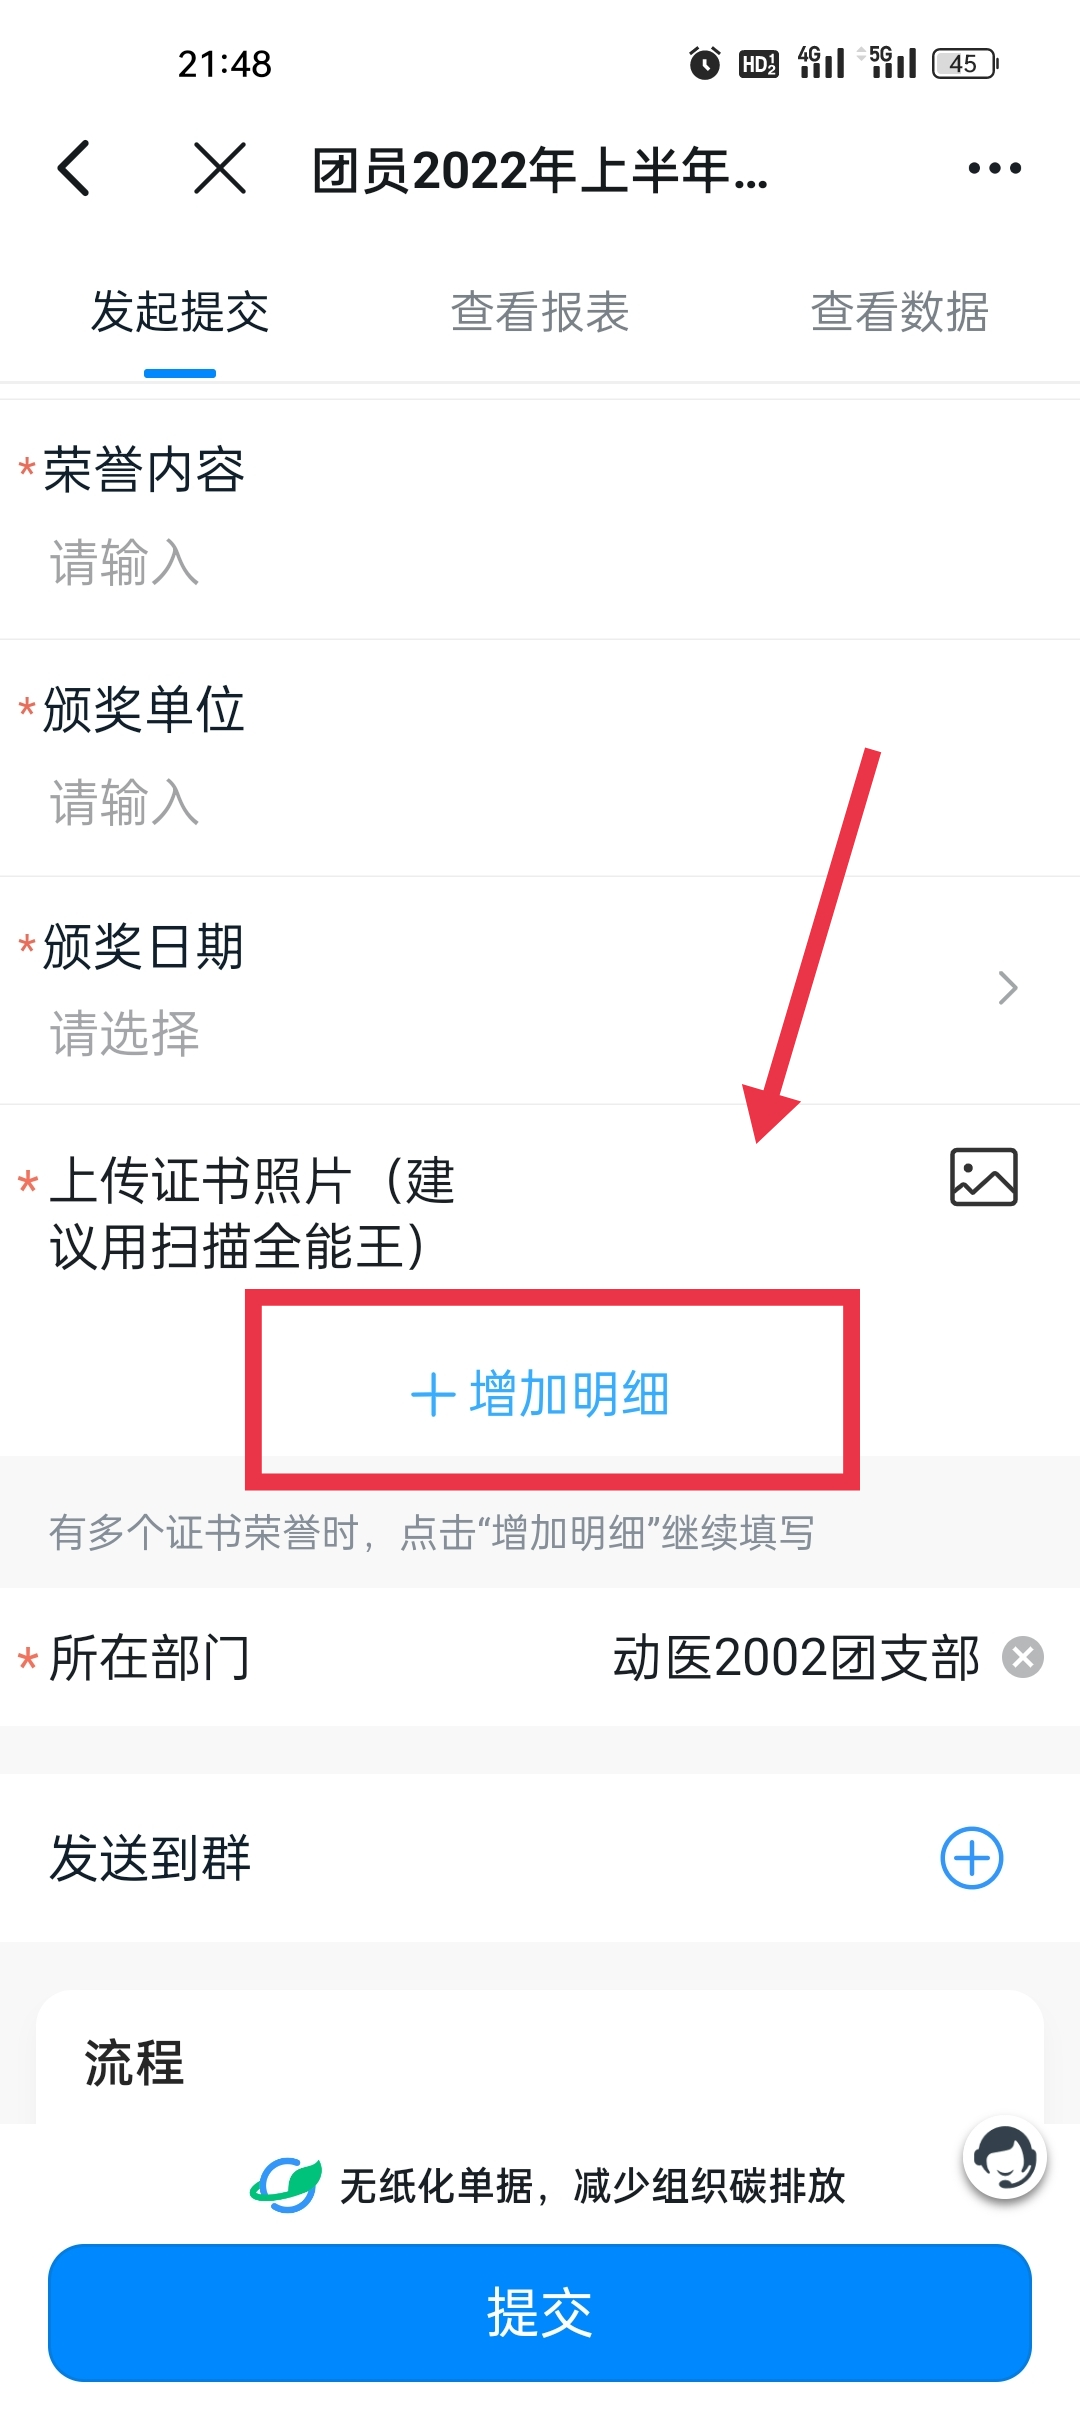 21:48
HD 1 2 4G 5G 45
团员2022年上半年...
发起提交 查看报表 查看数据
*荣誉内容
请输入
*颁奖单位
请输入
*颁奖日期
请选择
*上传证书照片（建
议用扫描全能王）
+增加明细
有多个证书荣誉时，点击“增加明细”继续填写
*所在部门 动医2002团支部
发送到群
流程
无纸化单据，减少组织碳排放
提交